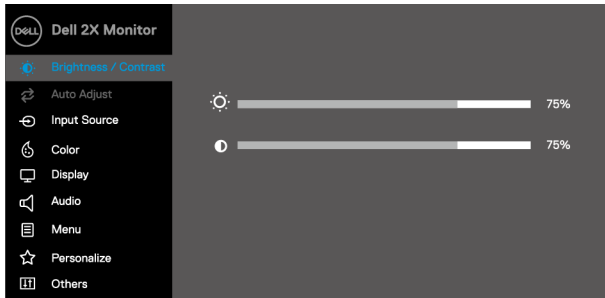 DELL
Dell 2X Monitor
Brightness / Contrast
Auto Adjust
75%
Input Source
Color
75%
Display
Audio
Menu
Personalize
Others